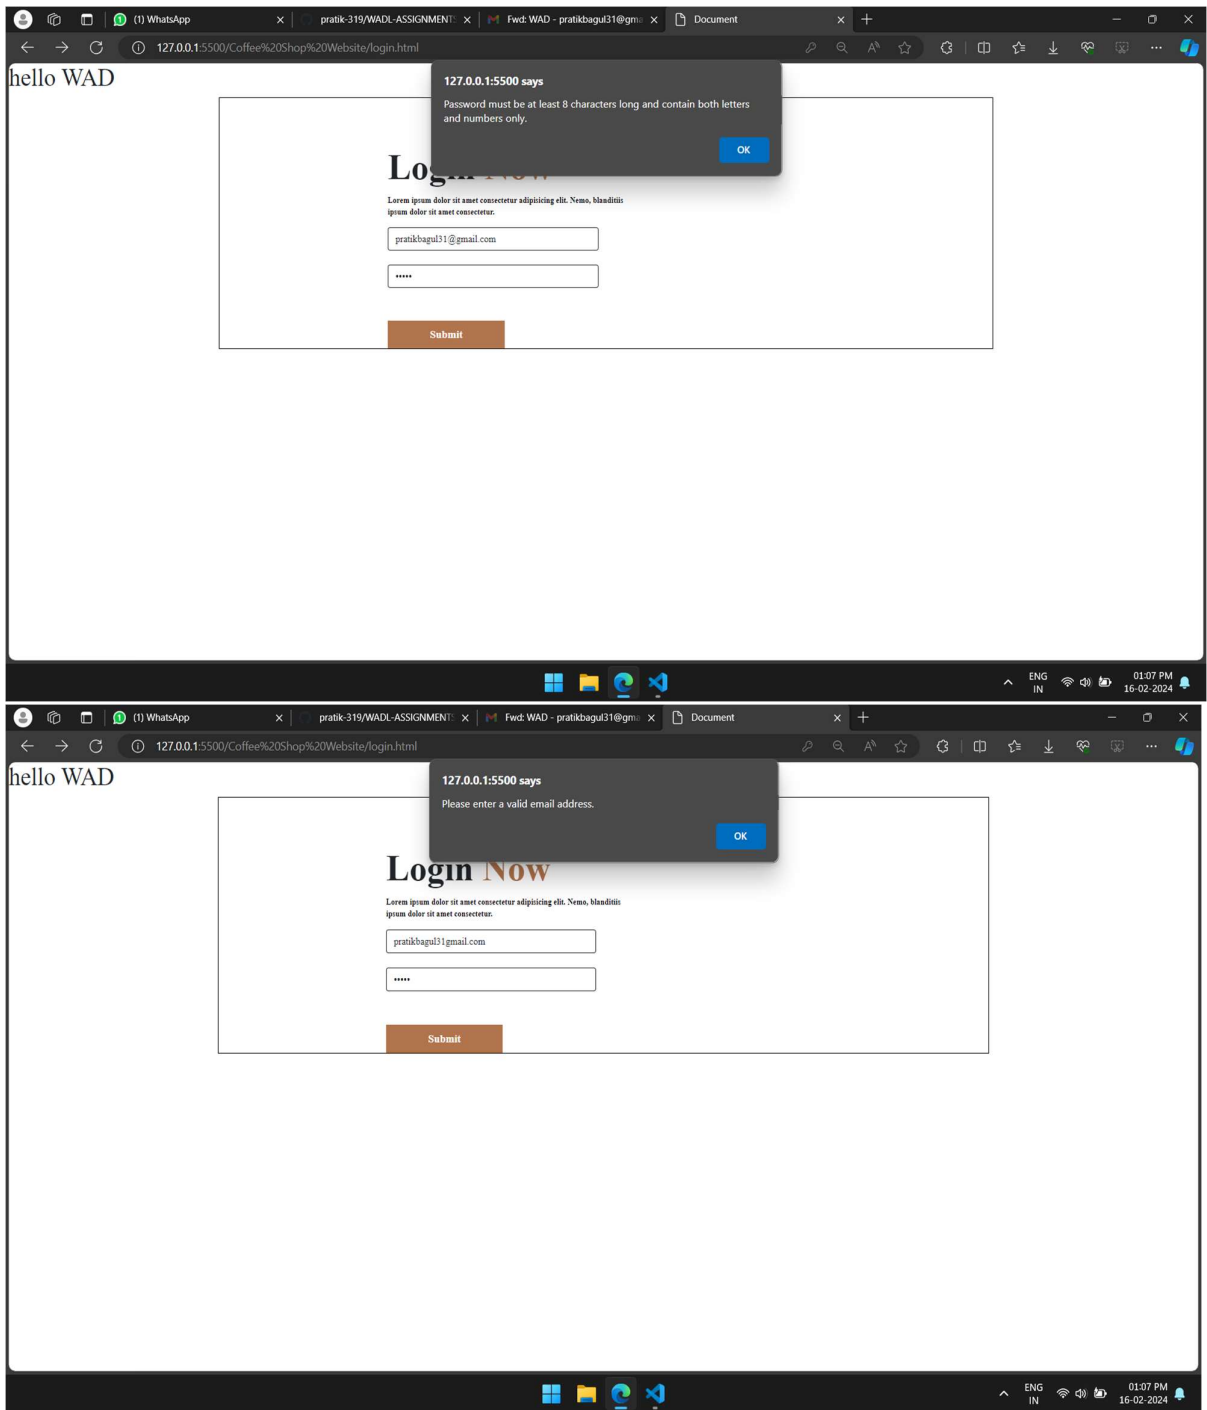 (1) WhatsApp
pratik-319/WADL-ASSIGNMENT
Fwd: WAD - pratikbagul31@gma
Document
127.0.0.1:5500/Coffee%20Shop%20Website/login.html
hello WAD
127.0.0.1:5500 says
Password must be at least 8 characters long and contain both letters
and numbers only.
OK
Login Now
Lorem ipsum dolor sit amet consectetur adipisicing elit. Nemo, blanditiis
ipsum dolor sit amet consectetur.
pratikbagul31@gmail.com
•••••
Submit
ENG
IN
01:07 PM
16-02-2024
(1) WhatsApp
pratik-319/WADL-ASSIGNMENT
Fwd: WAD - pratikbagul31@gma
Document
127.0.0.1:5500/Coffee%20Shop%20Website/login.html
hello WAD
127.0.0.1:5500 says
Please enter a valid email address.
OK
Login Now
Lorem ipsum dolor sit amet consectetur adipisicing elit. Nemo, blanditiis
ipsum dolor sit amet consectetur.
pratikbagul31gmail.com
•••••
Submit
ENG
IN
01:07 PM
16-02-2024